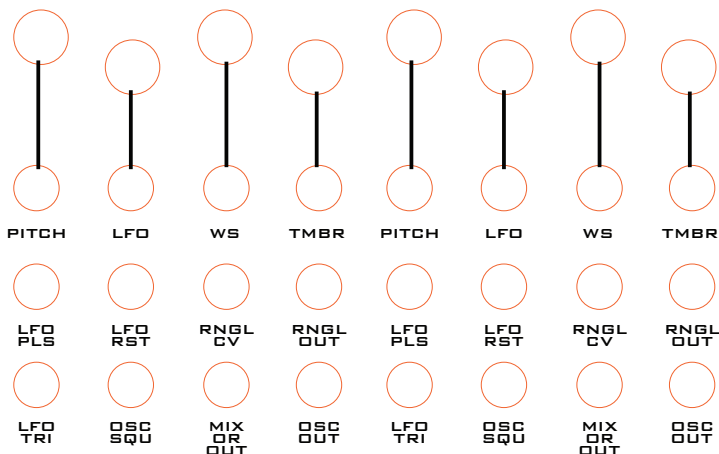 PITCH LFO WS TMBR PITCH LFO WS TMBR
LFO LFO RNGL RNGL LFO LFO RNGL RNGL
PLS RST CV OUT PLS RST CV OUT
LFO OSC MIX OSC LFO OSC MIX OSC
TRI SQU OR OUT TRI SQU OR OUT
OUT OUT